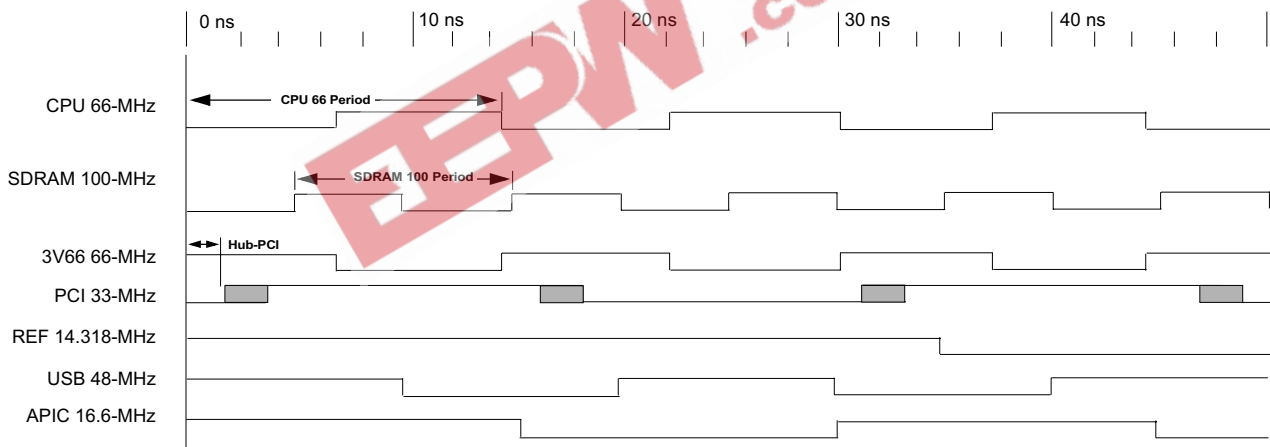 0 ns 10 ns 20 ns 30 ns 40 ns
CPU 66-MHz
CPU 66 Period
SDRAM 100-MHz
SDRAM 100 Period
Hub-PCI
3V66 66-MHz
PCI 33-MHz
REF 14.318-MHz
USB 48-MHz
APIC 16.6-MHz
EEPW .co